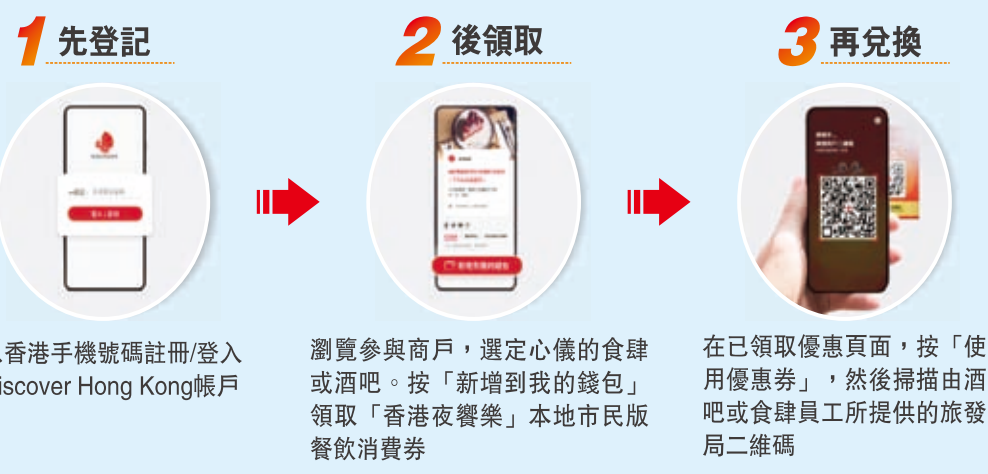 1 先登記
2 後領取
3 再兌換
香港手機號碼註冊/登入
iscover Hong Kong帳戶
瀏覽參與商戶，選定心儀的食肆
或酒吧。按「新增到我的錢包」
領取「香港夜饗樂」本地市民版
餐飲消費券
在已領取優惠頁面，按「使
用優惠券」，然後掃描由酒
吧或食肆員工所提供的旅發
局二維碼